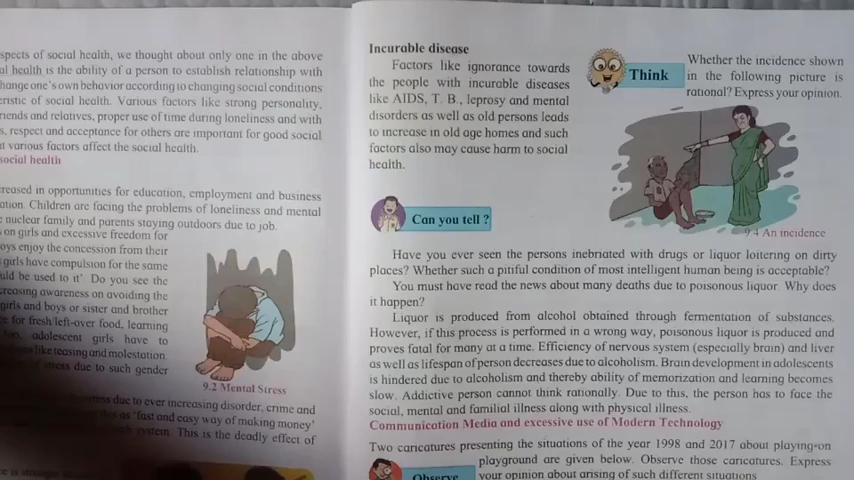 spects of social health, we thought about only one in the above
al health is the ability of a person to establish relationship with
hange one's own behavior according to changing social conditions
eristic of social health. Various factors like strong personality,
riends and relatives, proper use of time during loneliness and with
s, respect and acceptance for others are important for good social
t various factors affect the social health.
social health
reased in opportunities for education, employment and business
ation. Children are facing the problems of loneliness and mental
e nuclear family and parents staying outdoors due to job.
s on girls and excessive freedom for
oys enjoy the concession from their
girls have compulsion for the same
uld be used to it' Do you see the
creasing awareness on avoiding the
girls and boys or sister and brother
e for fresh/left-over food, learning
too, adolescent girls have to
like teasing and molestation.
of stress due to such gender
9.2 Mental Stress
due to ever increasing disorder, crime and
this as 'fast and easy way of making money'
system. This is the deadly effect of
Incurable disease
Factors like ignorance towards
the people with incurable diseases
like AIDS, T. B., leprosy and mental
disorders as well as old persons leads
to increase in old age homes and such
factors also may cause harm to social
health.
Think
Whether the incidence shown
in the following picture is
rational? Express your opinion.
9.4 An incidence
Can you tell ?
Have you ever seen the persons inebriated with drugs or liquor loitering on dirty
places? Whether such a pitiful condition of most intelligent human being is acceptable?
You must have read the news about many deaths due to poisonous liquor. Why does
it happen?
Liquor is produced from alcohol obtained through fermentation of substances.
However, if this process is performed in a wrong way, poisonous liquor is produced and
proves fatal for many at a time. Efficiency of nervous system (especially brain) and liver
as well as lifespan of person decreases due to alcoholism. Brain development in adolescents
is hindered due to alcoholism and thereby ability of memorization and learning becomes
slow. Addictive person cannot think rationally. Due to this, the person has to face the
social, mental and familial illness along with physical illness.
Communication Media and excessive use of Modern Technology
Two caricatures presenting the situations of the year 1998 and 2017 about playing on
playground are given below. Observe those caricatures. Express
Observe
your opinion about arising of such different situations